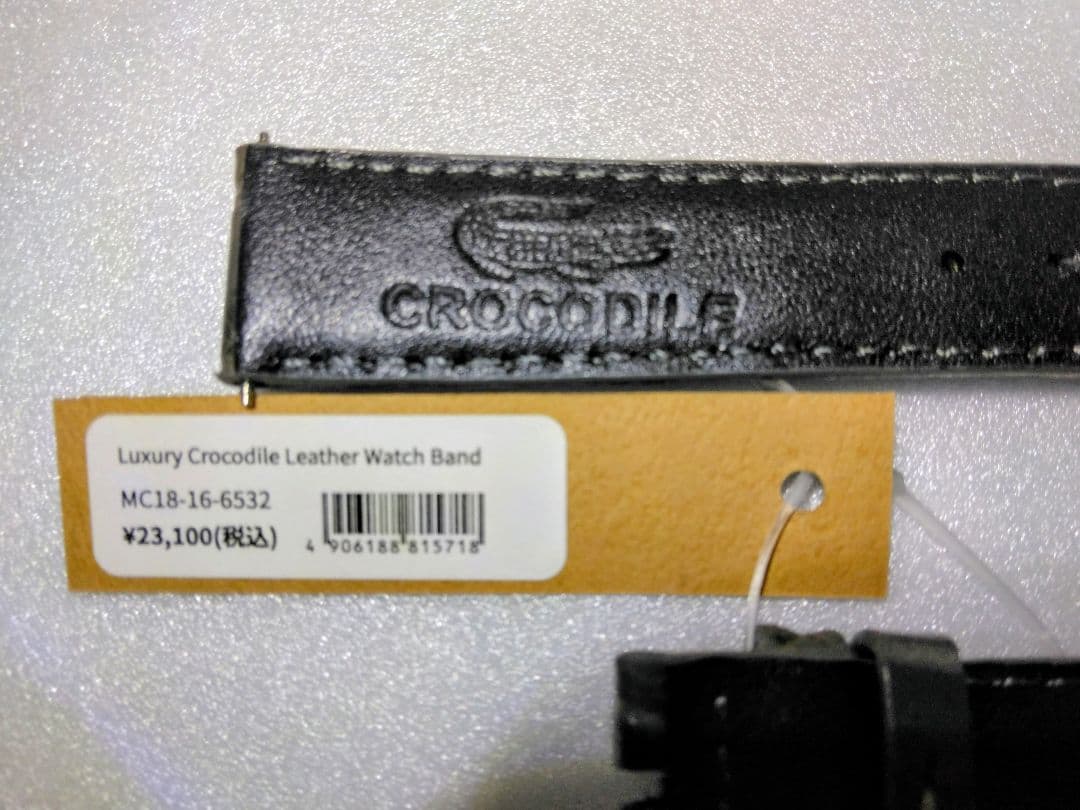 CROCODILE
Luxury Crocodile Leather Watch Band
MC18-16-6532
¥23,100(税込)
4 906188 815718